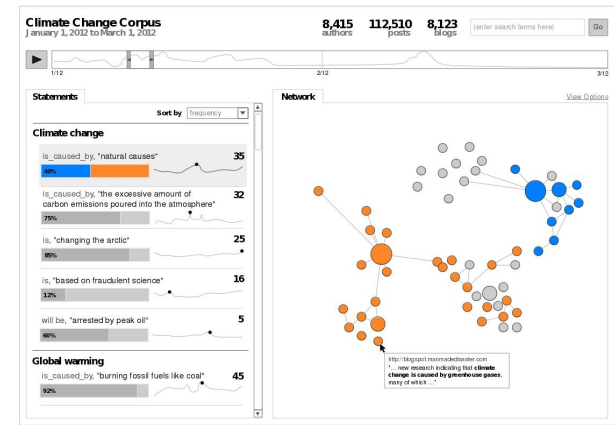 Climate Change Corpus
January 1, 2012 to March 1, 2012
8,415 authors
112,510 posts
8,123 blogs
(enter search terms here)
Go
1/12
2/12
3/12
Statements
Sort by frequency
Climate change
is_caused_by, "natural causes"
35
40%
is_caused_by, "the excessive amount of
carbon emissions poured into the atmosphere"
32
75%
is, "changing the arctic"
25
85%
is, "based on fraudulent science"
16
12%
will be, "arrested by peak oil"
5
60%
Global warming
is_caused_by, "burning fossil fuels like coal"
45
92%
Network
View Options
http://blogspot.manmadedisaster.com
"... new research indicating that climate
change is caused by greenhouse gases,
many of which ..."